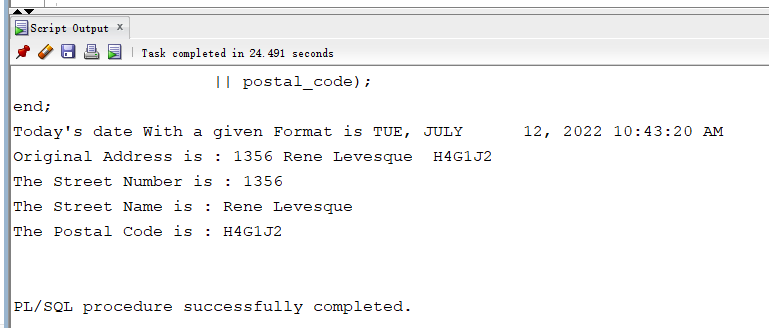 Script Output ×
Task completed in 24.491 seconds
|| postal_code);
end;
Today's date With a given Format is TUE, JULY      12, 2022 10:43:20 AM
Original Address is : 1356 Rene Levesque  H4G1J2
The Street Number is : 1356
The Street Name is : Rene Levesque
The Postal Code is : H4G1J2
PL/SQL procedure successfully completed.